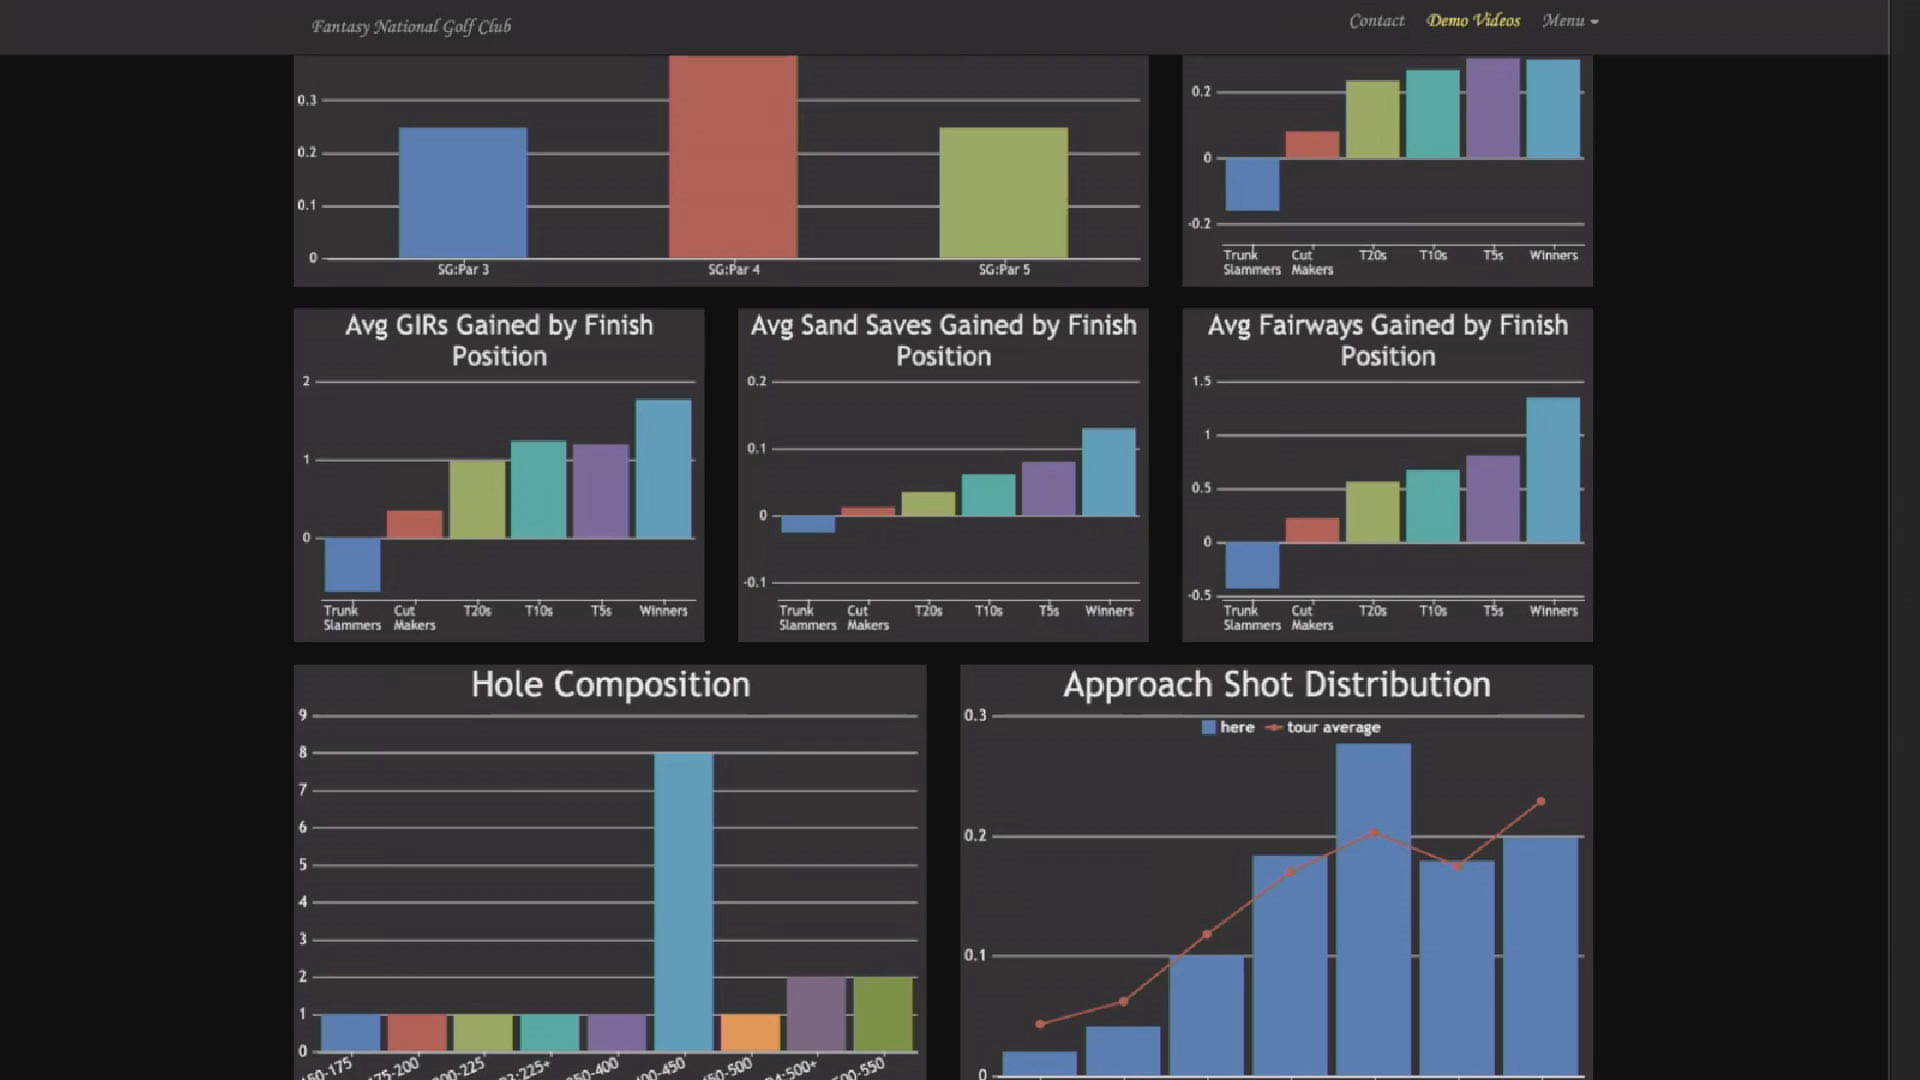 Fantasy National Golf Club
Contact Demo Videos Menu
0.3
0.2
0.1
0
SG:Par 3 SG:Par 4 SG:Par 5
0.2
0
-0.2
Trunk Slammers Cut Makers T20s T10s T5s Winners
Avg GIRs Gained by Finish
Position
2
1
0
Trunk Slammers Cut Makers T20s T10s T5s Winners
Avg Sand Saves Gained by Finish
Position
0.2
0.1
0
-0.1
Trunk Slammers Cut Makers T20s T10s T5s Winners
Avg Fairways Gained by Finish
Position
1.5
1
0.5
0
-0.5
Trunk Slammers Cut Makers T20s T10s T5s Winners
Hole Composition
9
8
7
6
5
4
3
2
1
0
Approach Shot Distribution
here tour average
0.3
0.2
0.1
0